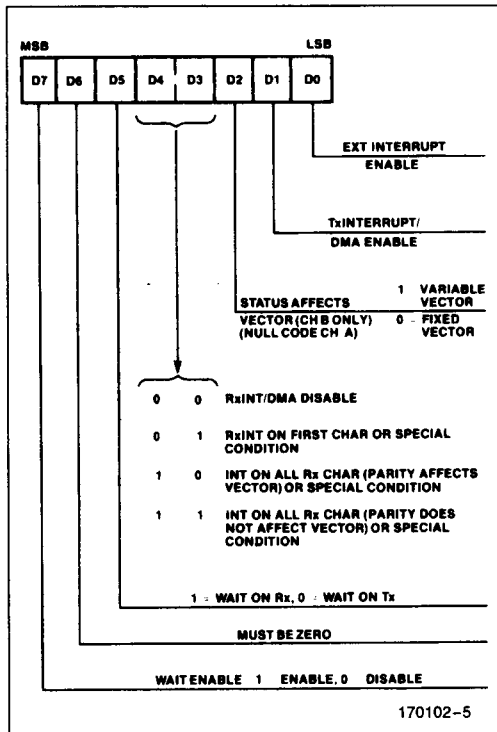 MSB LSB
D7 D6 D5 D4 D3 D2 D1 D0
EXT INTERRUPT
ENABLE
TxINTERRUPT/
DMA ENABLE
STATUS AFFECTS
VECTOR (CH B ONLY)
(NULL CODE CH A)
1 VARIABLE
VECTOR
0 FIXED
VECTOR
0 0 RxINT/DMA DISABLE
0 1 RxINT ON FIRST CHAR OR SPECIAL
CONDITION
1 0 INT ON ALL Rx CHAR (PARITY AFFECTS
VECTOR) OR SPECIAL CONDITION
1 1 INT ON ALL Rx CHAR (PARITY DOES
NOT AFFECT VECTOR) OR SPECIAL
CONDITION
1 = WAIT ON Rx, 0 = WAIT ON Tx
MUST BE ZERO
WAIT ENABLE 1 ENABLE, 0 DISABLE
170102-5